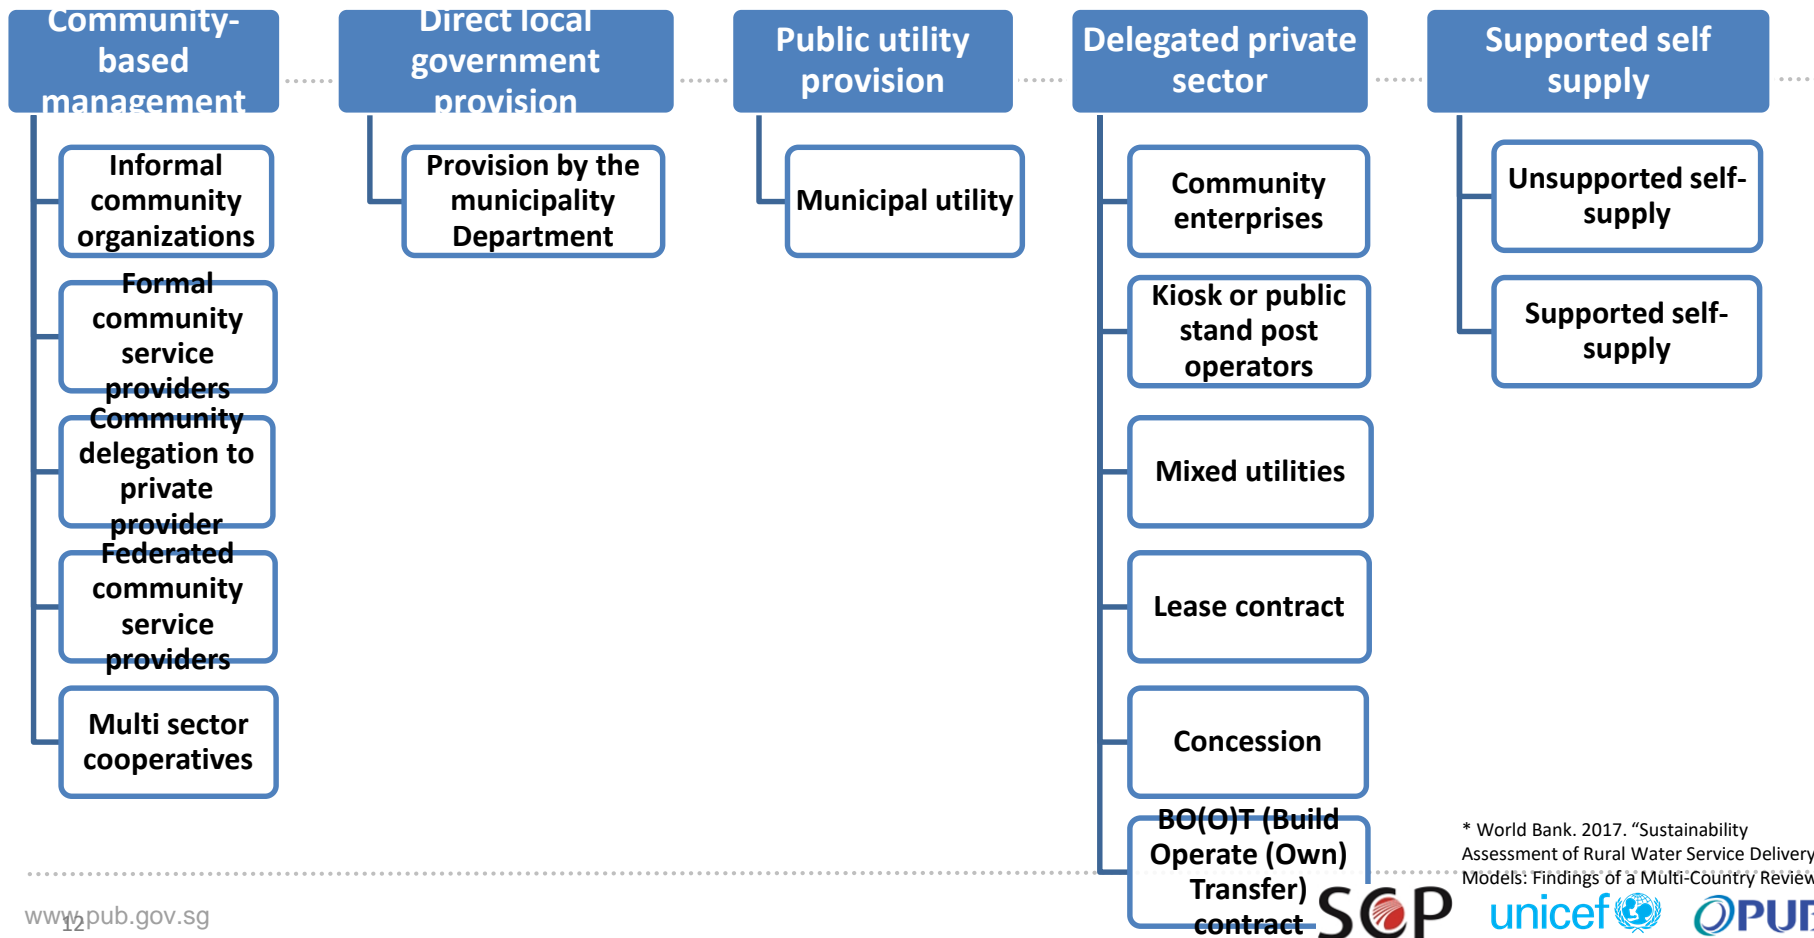 Community-
based
management
Informal
community
organizations
Formal
community
service
providers
Community
delegation to
private
provider
Federated
community
service
providers
Multi sector
cooperatives
Direct local
government
provision
Provision by the
municipality
Department
Public utility
provision
Municipal utility
Delegated private
sector
Community
enterprises
Kiosk or public
stand post
operators
Mixed utilities
Lease contract
Concession
BO(O)T (Build
Operate (Own)
Transfer)
contract
Supported self
supply
Unsupported self-
supply
Supported self-
supply
* World Bank. 2017. “Sustainability
Assessment of Rural Water Service Delivery
Models: Findings of a Multi-Country Review
www.pub.gov.sg
12
SCP
unicef
PUB